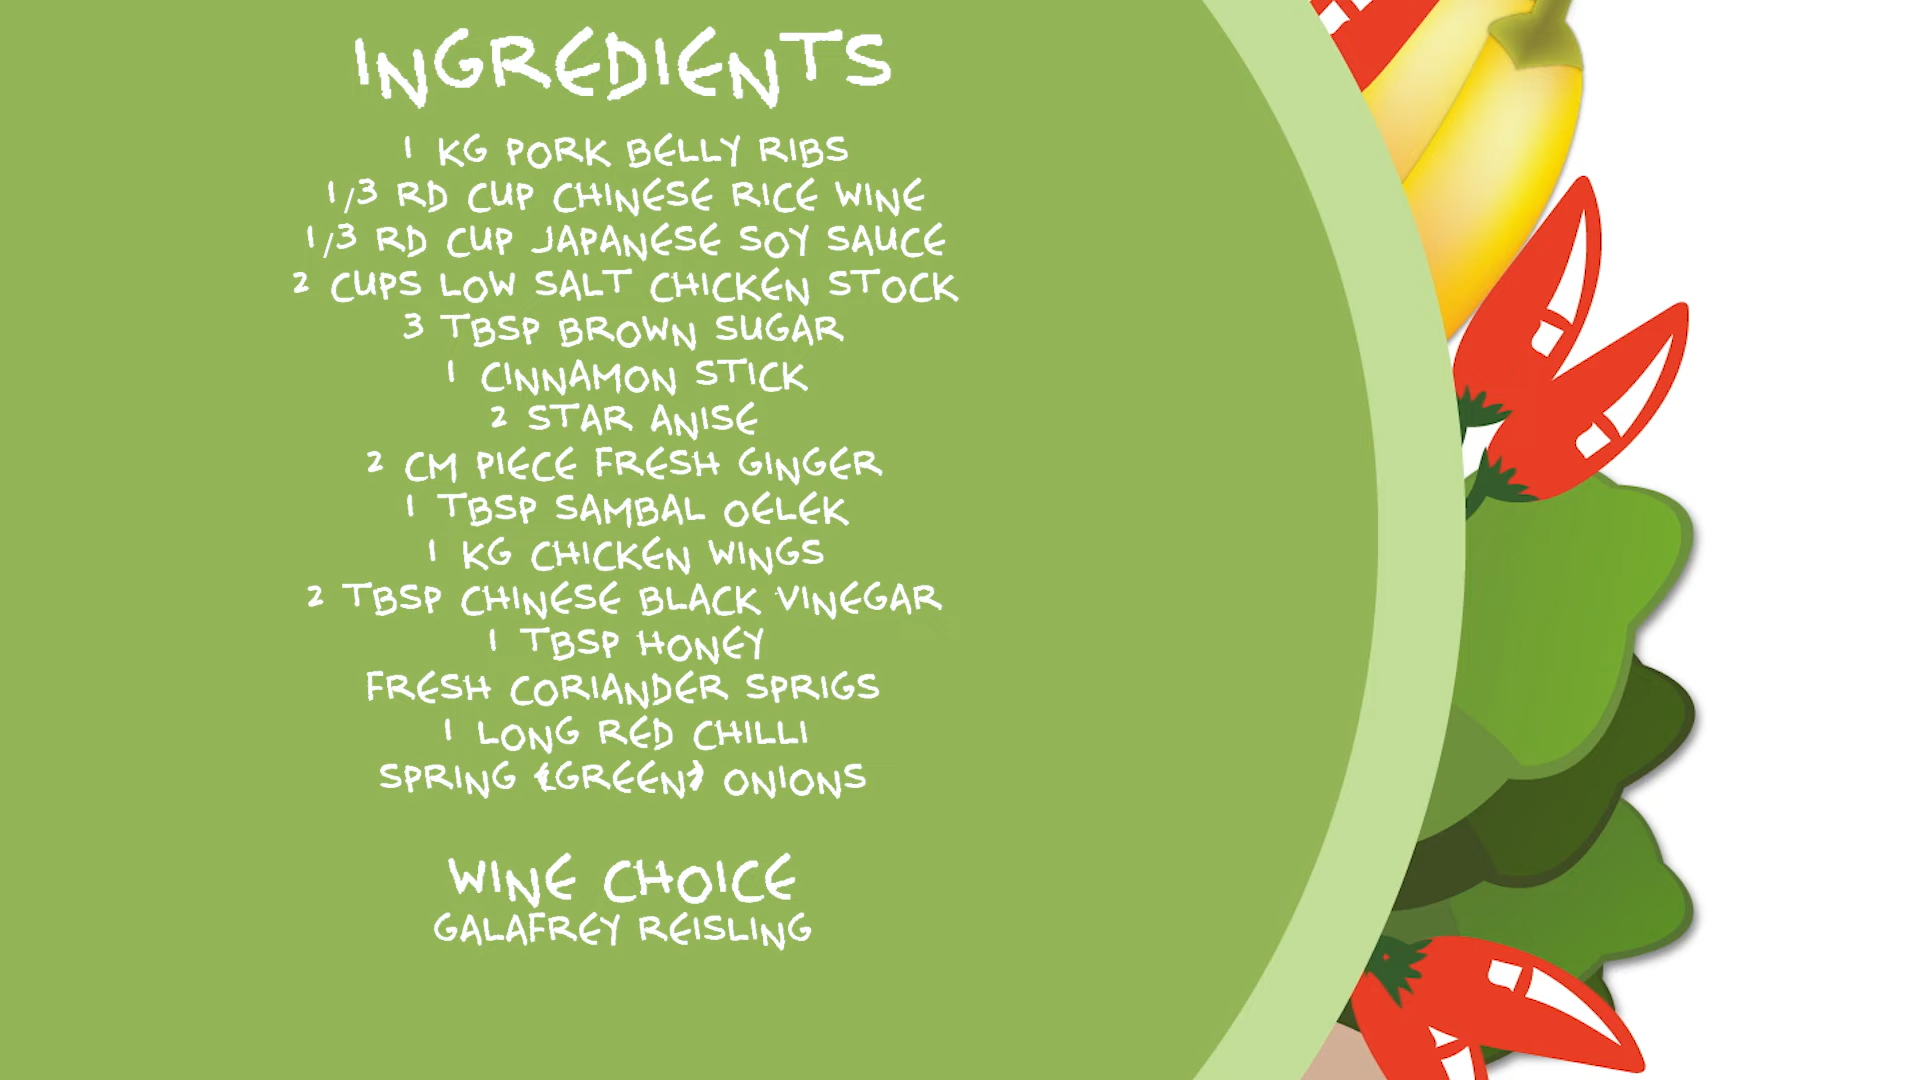 INGREDIENTS
1 KG PORK BELLY RIBS
1/3 RD CUP CHINESE RICE WINE
1/3 RD CUP JAPANESE SOY SAUCE
2 CUPS LOW SALT CHICKEN STOCK
3 TBSP BROWN SUGAR
1 CINNAMON STICK
2 STAR ANISE
2 CM PIECE FRESH GINGER
1 TBSP SAMBAL OELEK
1 KG CHICKEN WINGS
2 TBSP CHINESE BLACK VINEGAR
1 TBSP HONEY
FRESH CORIANDER SPRIGS
1 LONG RED CHILLI
SPRING {GREEN} ONIONS
WINE CHOICE
GALAFREY REISLING